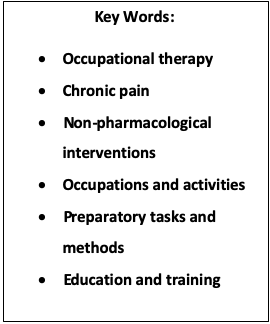 Key Words:
• Occupational therapy
• Chronic pain
• Non-pharmacological
interventions
• Occupations and activities
• Preparatory tasks and
methods
• Education and training